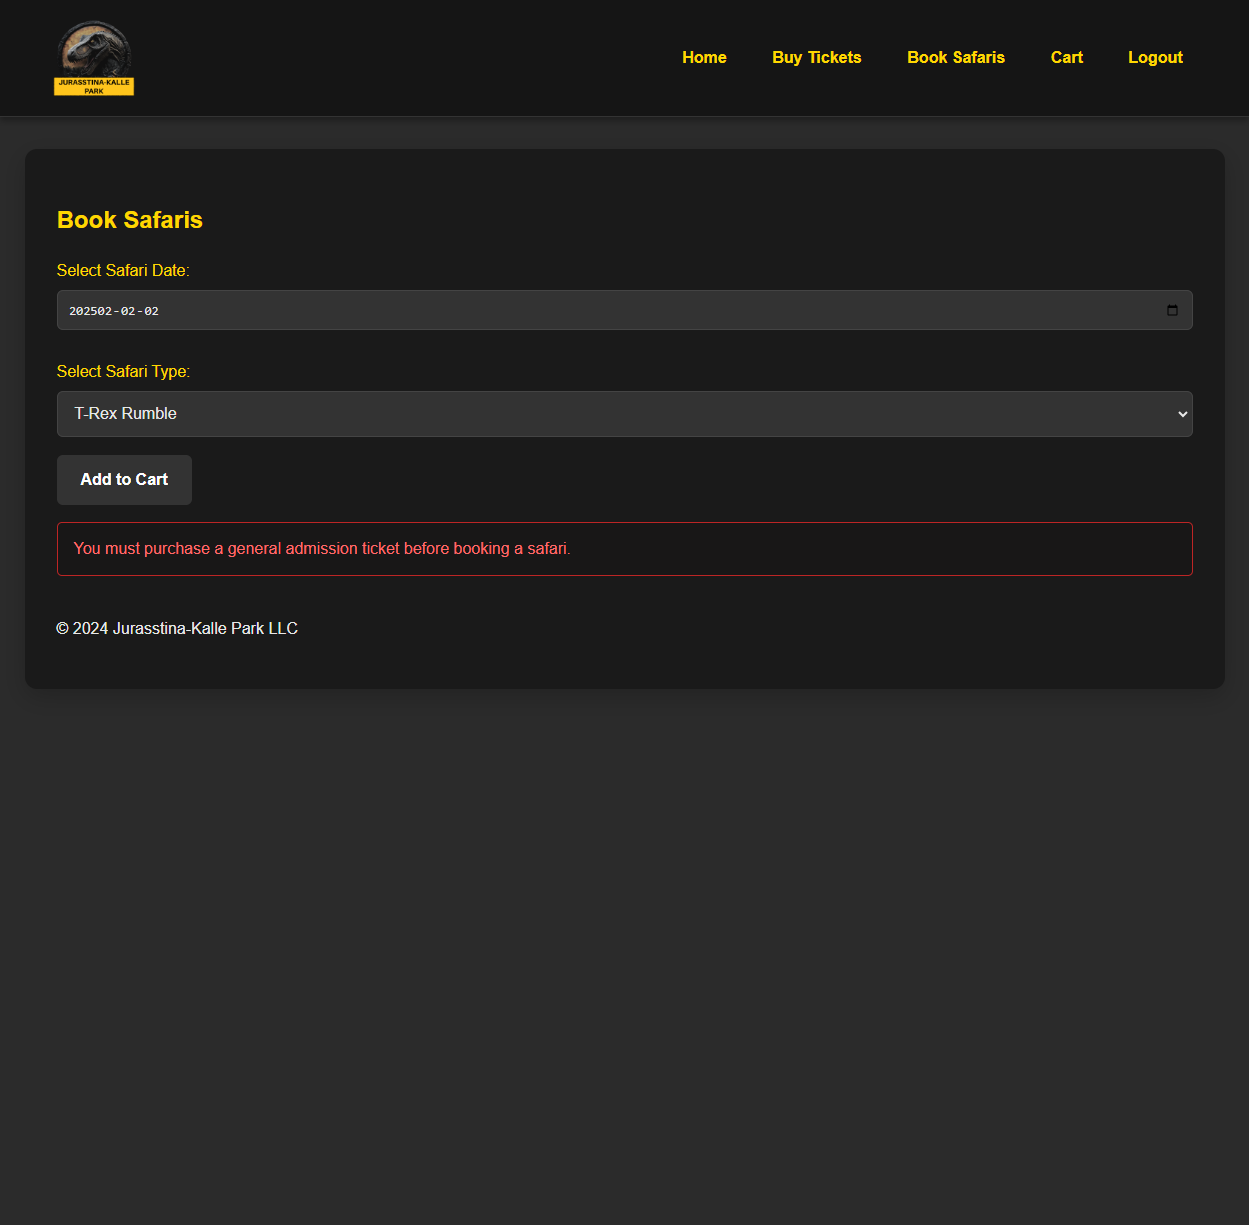 JURASSTINA-KALLE
PARK
Home Buy Tickets Book Safaris Cart Logout
Book Safaris
Select Safari Date:
202502-02-02
Select Safari Type:
T-Rex Rumble
Add to Cart
You must purchase a general admission ticket before booking a safari.
© 2024 Jurasstina-Kalle Park LLC